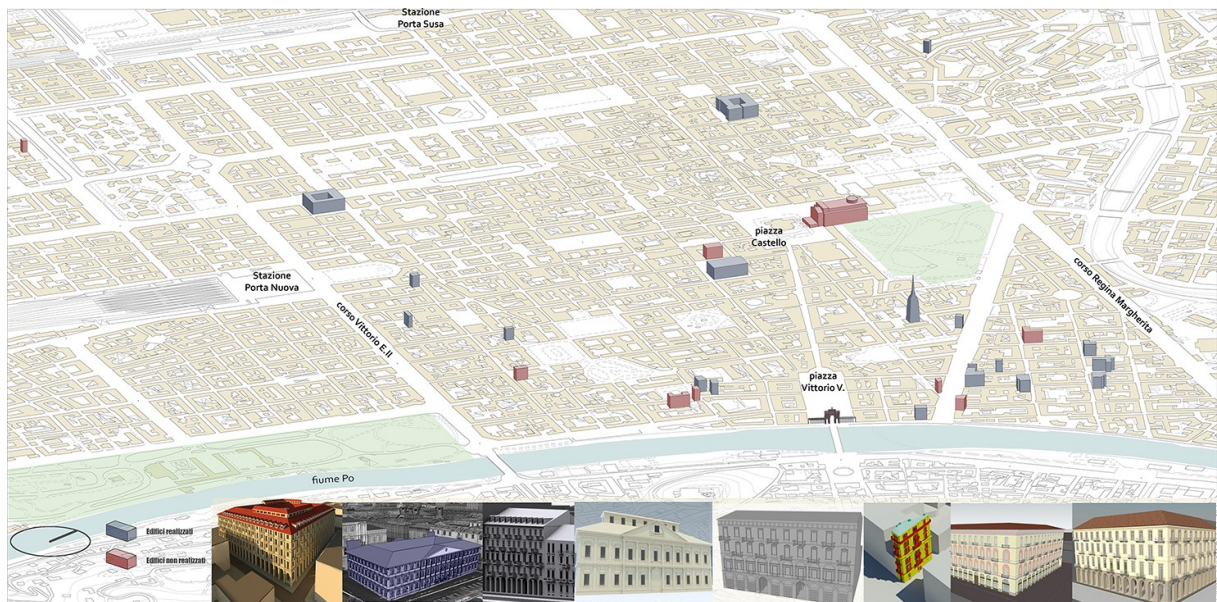 Stazione
Porta Susa
piazza
Castello
Stazione
Porta Nuova
corso Vittorio E.II
corso Regina Margherita
piazza
Vittorio V.
fiume Po
Edifici realizzati
Edifici non realizzati